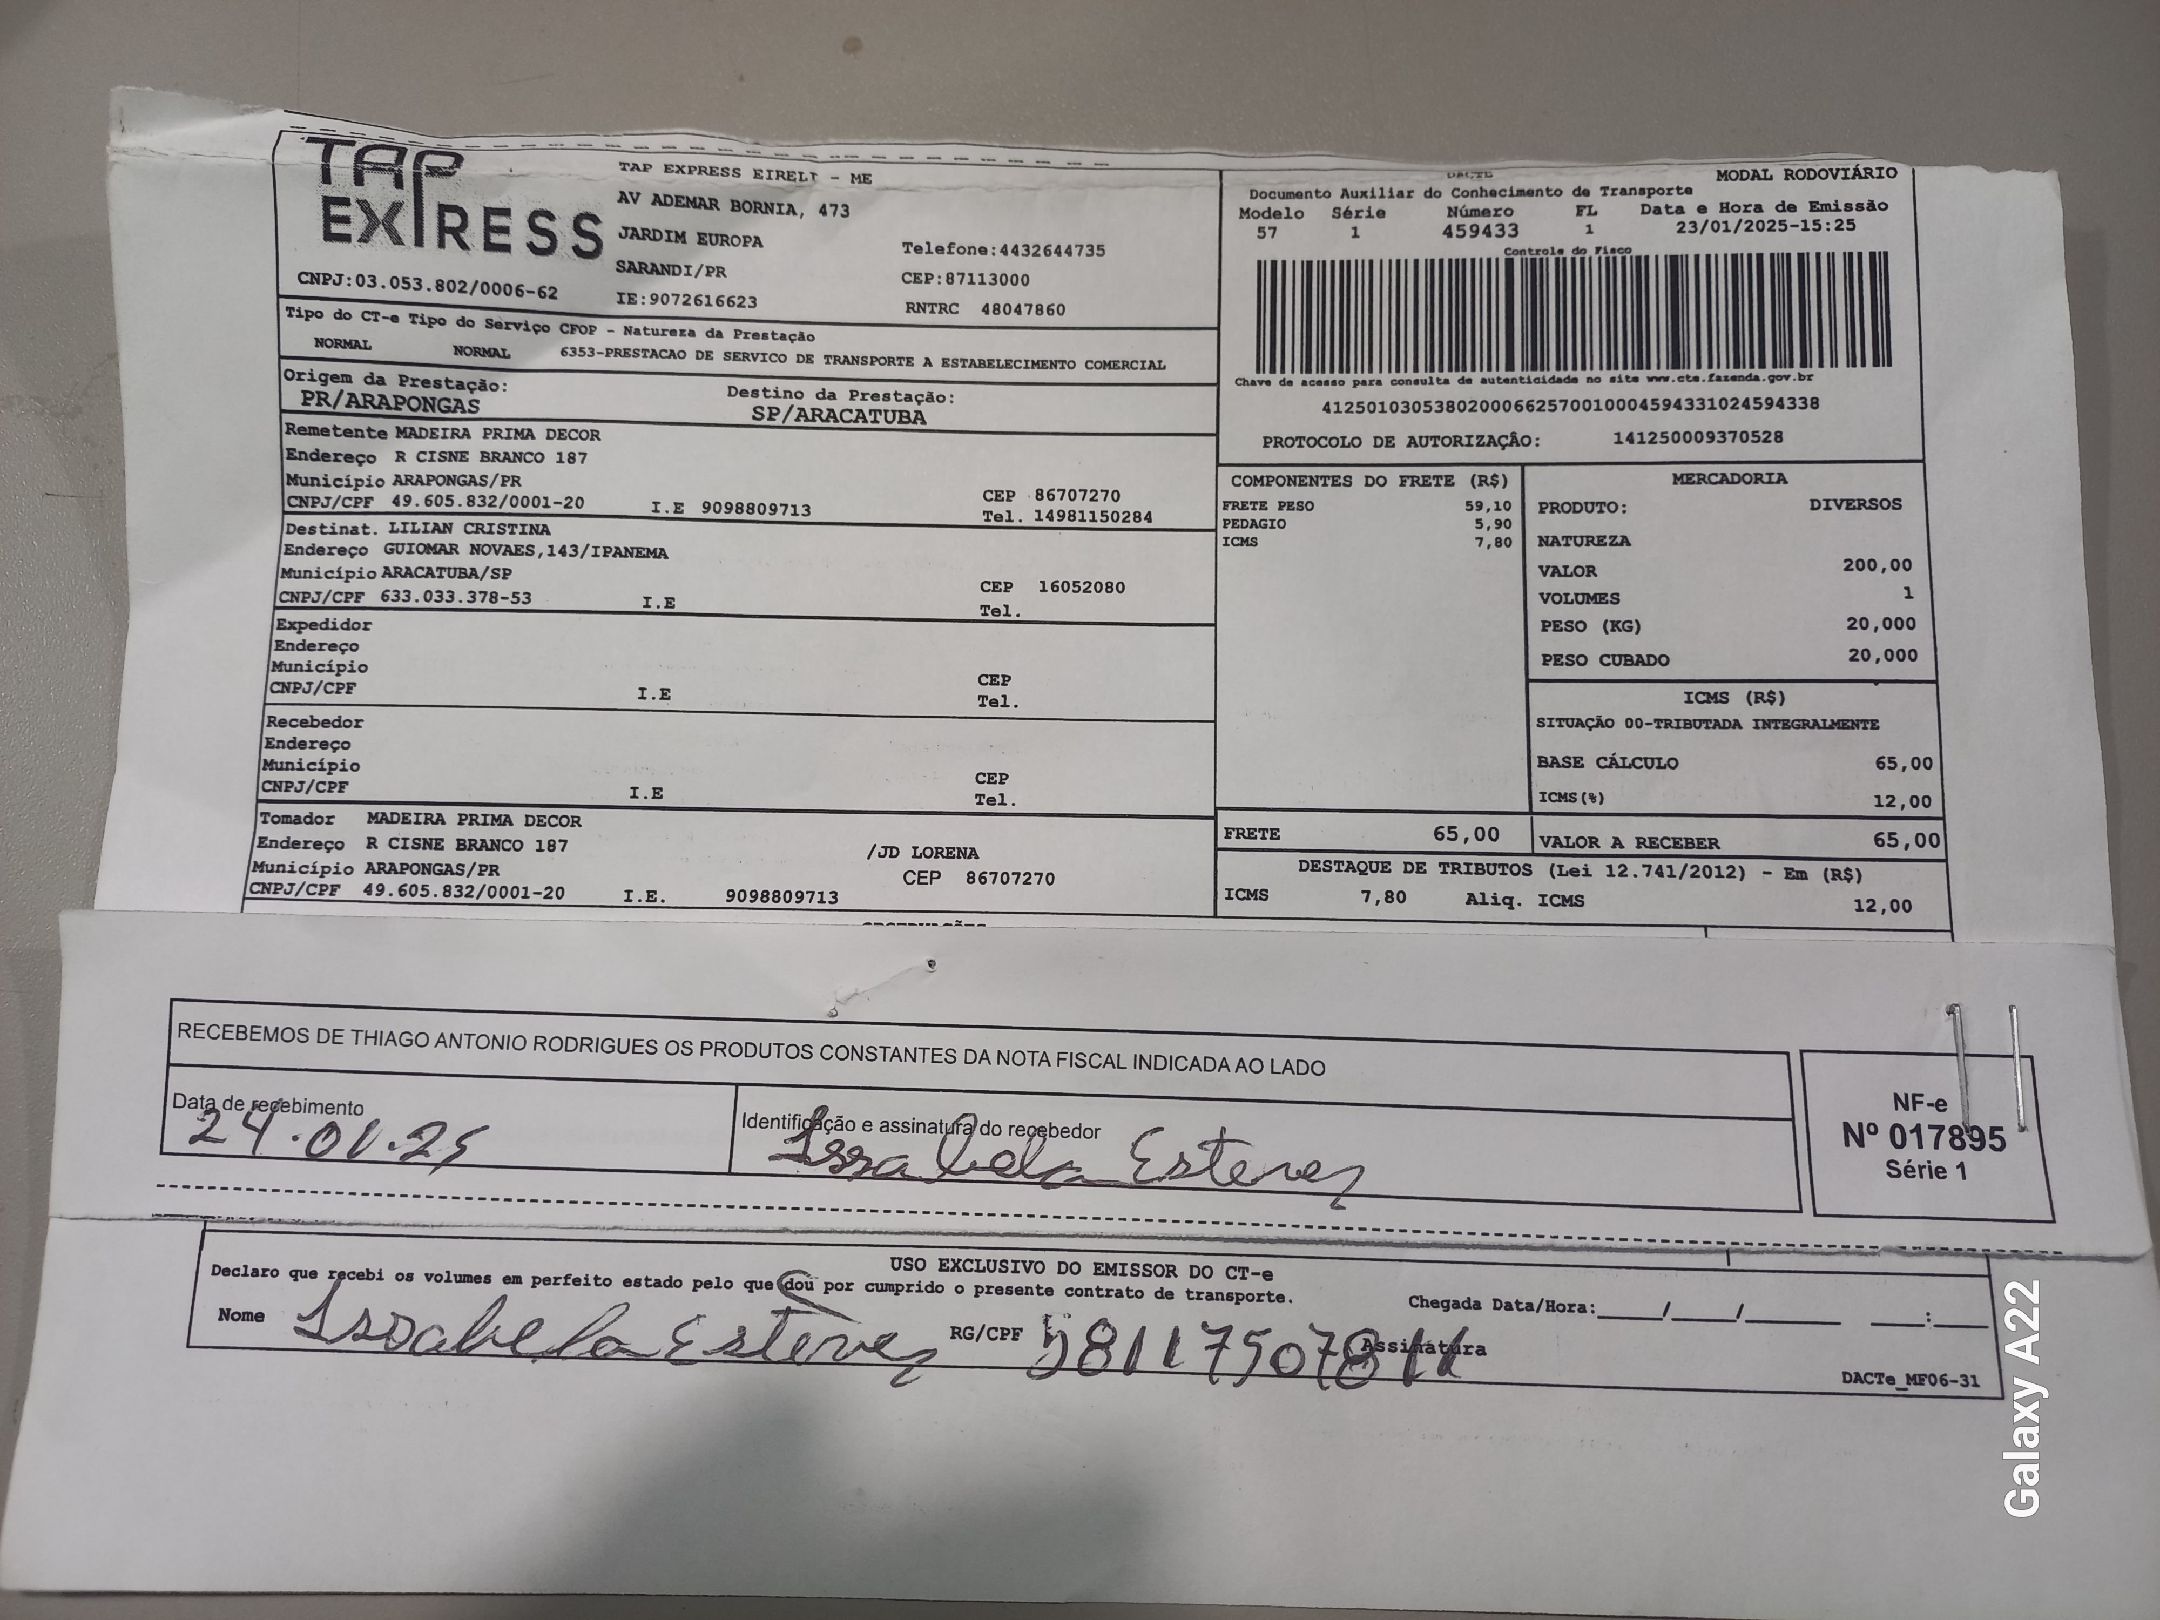 TAP EXPRESS
TAP EXPRESS EIRELI - ME
AV ADEMAR BORNIA, 473
JARDIM EUROPA
Telefone:4432644735
SARANDI/PR
CEP:87113000
CNPJ:03.053.802/0006-62
IE:9072616623
RNTRC 48047860
Tipo do CT-e Tipo do Serviço CFOP - Natureza da Prestação
NORMAL NORMAL 6353-PRESTACAO DE SERVICO DE TRANSPORTE A ESTABELECIMENTO COMERCIAL
Origem da Prestação: Destino da Prestação:
PR/ARAPONGAS SP/ARACATUBA
Remetente MADEIRA PRIMA DECOR
Endereço R CISNE BRANCO 187
Município ARAPONGAS/PR CEP 86707270
CNPJ/CPF 49.605.832/0001-20 I.E 9098809713 Tel. 14981150284
Destinat. LILIAN CRISTINA
Endereço GUIOMAR NOVAES,143/IPANEMA
Município ARACATUBA/SP CEP 16052080
CNPJ/CPF 633.033.378-53 I.E Tel.
Expedidor
Endereço
Município CEP
CNPJ/CPF I.E Tel.
Recebedor
Endereço
Município CEP
CNPJ/CPF I.E Tel.
Tomador MADEIRA PRIMA DECOR
Endereço R CISNE BRANCO 187 /JD LORENA
Município ARAPONGAS/PR CEP 86707270
CNPJ/CPF 49.605.832/0001-20 I.E. 9098809713
DACTE MODAL RODOVIÁRIO
Documento Auxiliar do Conhecimento de Transporte
Modelo Série Número FL Data e Hora de Emissão
57 1 459433 1 23/01/2025-15:25
Controle do Fisco
Chave de acesso para consulta de autenticidade no site www.cte.fazenda.gov.br
41250103053802000662570010004594331024594338
PROTOCOLO DE AUTORIZAÇÂO: 141250009370528
COMPONENTES DO FRETE (R$)
FRETE PESO 59,10
PEDAGIO 5,90
ICMS 7,80
MERCADORIA
PRODUTO: DIVERSOS
NATUREZA
VALOR 200,00
VOLUMES 1
PESO (KG) 20,000
PESO CUBADO 20,000
ICMS (R$)
SITUAÇÃO 00-TRIBUTADA INTEGRALMENTE
BASE CÁLCULO 65,00
ICMS(%) 12,00
FRETE 65,00 VALOR A RECEBER 65,00
DESTAQUE DE TRIBUTOS (Lei 12.741/2012) - Em (R$)
ICMS 7,80 Aliq. ICMS 12,00
RECEBEMOS DE THIAGO ANTONIO RODRIGUES OS PRODUTOS CONSTANTES DA NOTA FISCAL INDICADA AO LADO
Data de recebimento Identificação e assinatura do recebedor
24.01.25 Issabela Esteves
NF-e
Nº 017895
Série 1
USO EXCLUSIVO DO EMISSOR DO CT-e
Declaro que recebi os volumes em perfeito estado pelo que dou por cumprido o presente contrato de transporte.
Chegada Data/Hora:____/____/______ ____:____
Nome Issabela Esteves RG/CPF 58117507811 Assinatura
DACTe_MF06-31
Galaxy A22